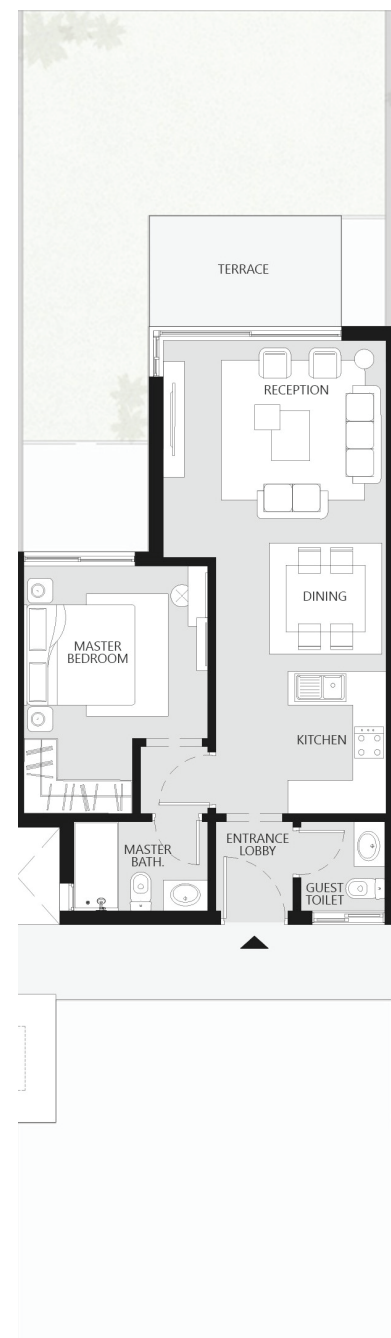 TERRACE
RECEPTION
DINING
MASTER
BEDROOM
KITCHEN
MASTER
BATH.
ENTRANCE
LOBBY
GUEST
TOILET